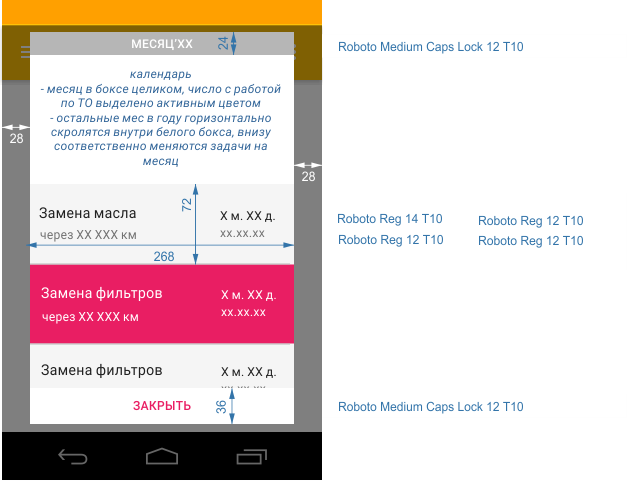 МЕСЯЦ'XX
24
Roboto Medium Caps Lock 12 T10
календарь
- месяц в боксе целиком, число с работой
по ТО выделено активным цветом
- остальные мес в году горизонтально
скролятся внутри белого бокса, внизу
соответственно меняются задачи на
месяц
28
28
72
Замена масла
X м. XX д.
через XX XXX км
xx.xx.xx
Roboto Reg 14 T10
Roboto Reg 12 T10
Roboto Reg 12 T10
Roboto Reg 12 T10
268
Замена фильтров
X м. XX д.
через XX XXX км
xx.xx.xx
Замена фильтров
X м. XX д.
xx.xx.xx
ЗАКРЫТЬ
36
Roboto Medium Caps Lock 12 T10